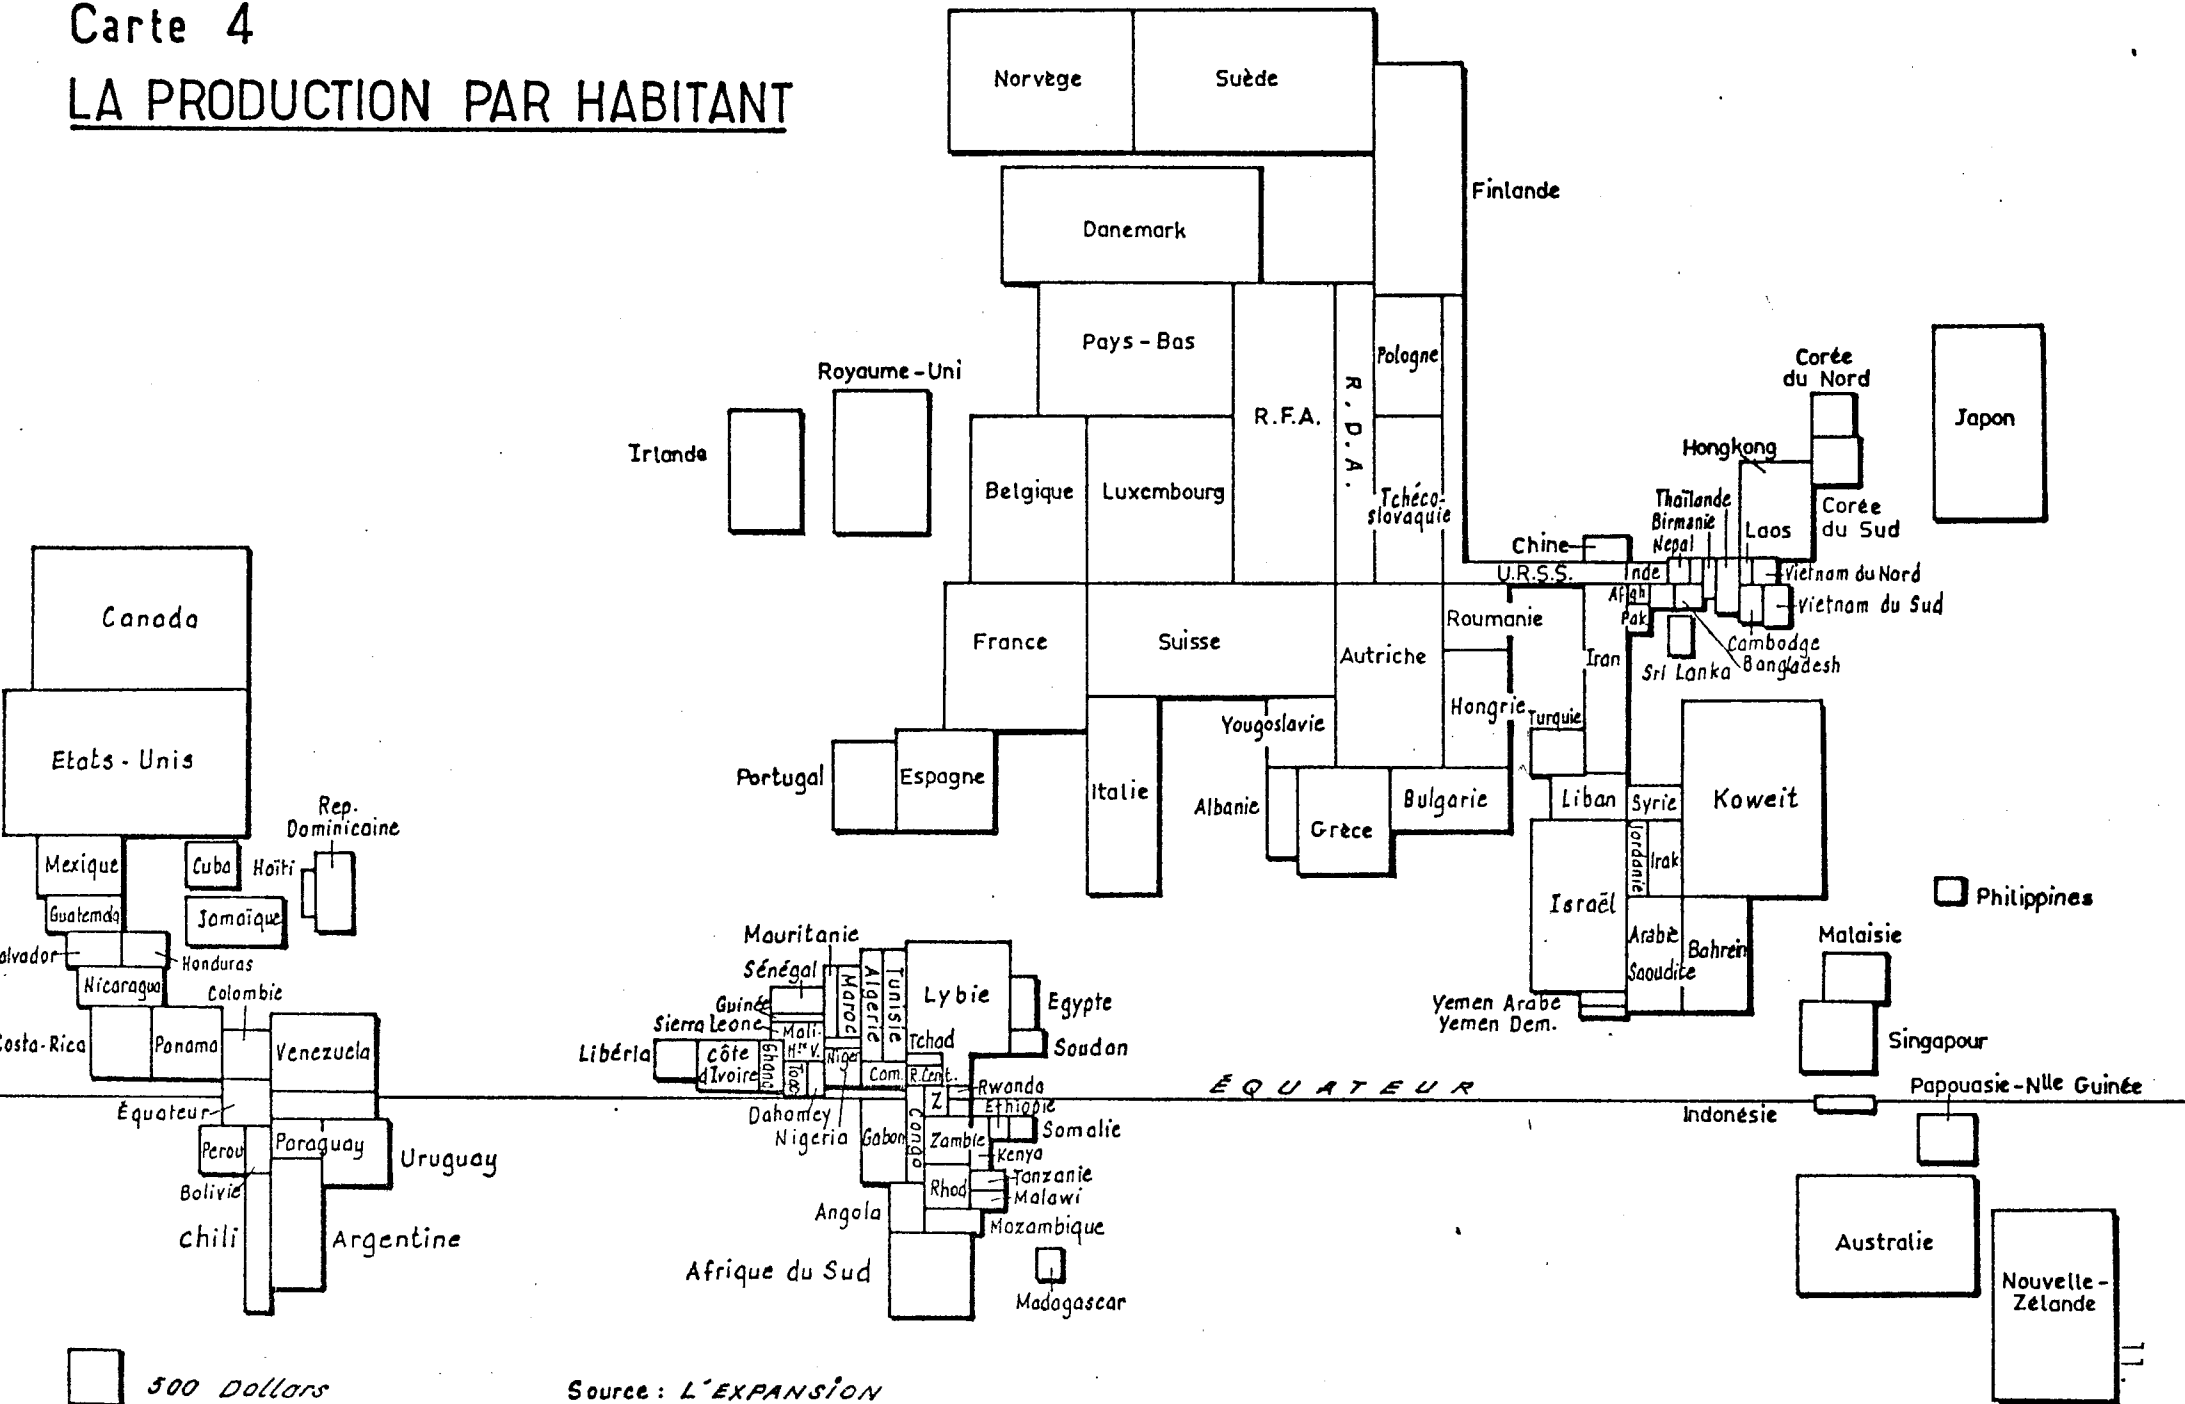 Carte 4
LA PRODUCTION PAR HABITANT
Norvège
Suède
Finlande
Danemark
Pays-Bas
Royaume-Uni
Irlande
Belgique
Luxembourg
R.F.A.
R.D.A.
Pologne
Tchéco-
slovaquie
France
Suisse
Autriche
Roumanie
Hongrie
Yougoslavie
Portugal
Espagne
Italie
Albanie
Grèce
Bulgarie
U.R.S.S.
Chine
Inde
Népal
Birmanie
Thaïlande
Laos
Hongkong
Corée
du Nord
Corée
du Sud
Japon
Vietnam du Nord
Vietnam du Sud
Cambodge
Bangladesh
Sri Lanka
Afgh
Pak
Iran
Turquie
Liban
Syrie
Jordanie
Irak
Koweit
Israël
Arabie
Saoudite
Bahrein
Yemen Arabe
Yemen Dem.
Philippines
Malaisie
Singapour
Indonésie
Papouasie-Nlle Guinée
Australie
Nouvelle-
Zélande
Canada
Etats-Unis
Mexique
Cuba
Haïti
Rep.
Dominicaine
Jamaïque
Guatemala
alvador
Honduras
Nicaragua
Costa-Rica
Panama
Colombie
Venezuela
Équateur
Perou
Bolivie
Paraguay
Uruguay
Chili
Argentine
Mauritanie
Sénégal
Guinée
Sierra leone
Libéria
Côte
d'Ivoire
Ghana
Mali
Hte V.
Togo
Dahomey
Nigeria
Niger
Maroc
Algérie
Tunisie
Lybie
Egypte
Soudan
Tchad
Cam.
R.Cent.
Rwanda
Z
Ethiopie
Somalie
Kenya
Gabon
Congo
Zambie
Tanzanie
Malawi
Rhod
Mozambique
Angola
Afrique du Sud
Madagascar
ÉQUATEUR
500 Dollars
Source : L'EXPANSION